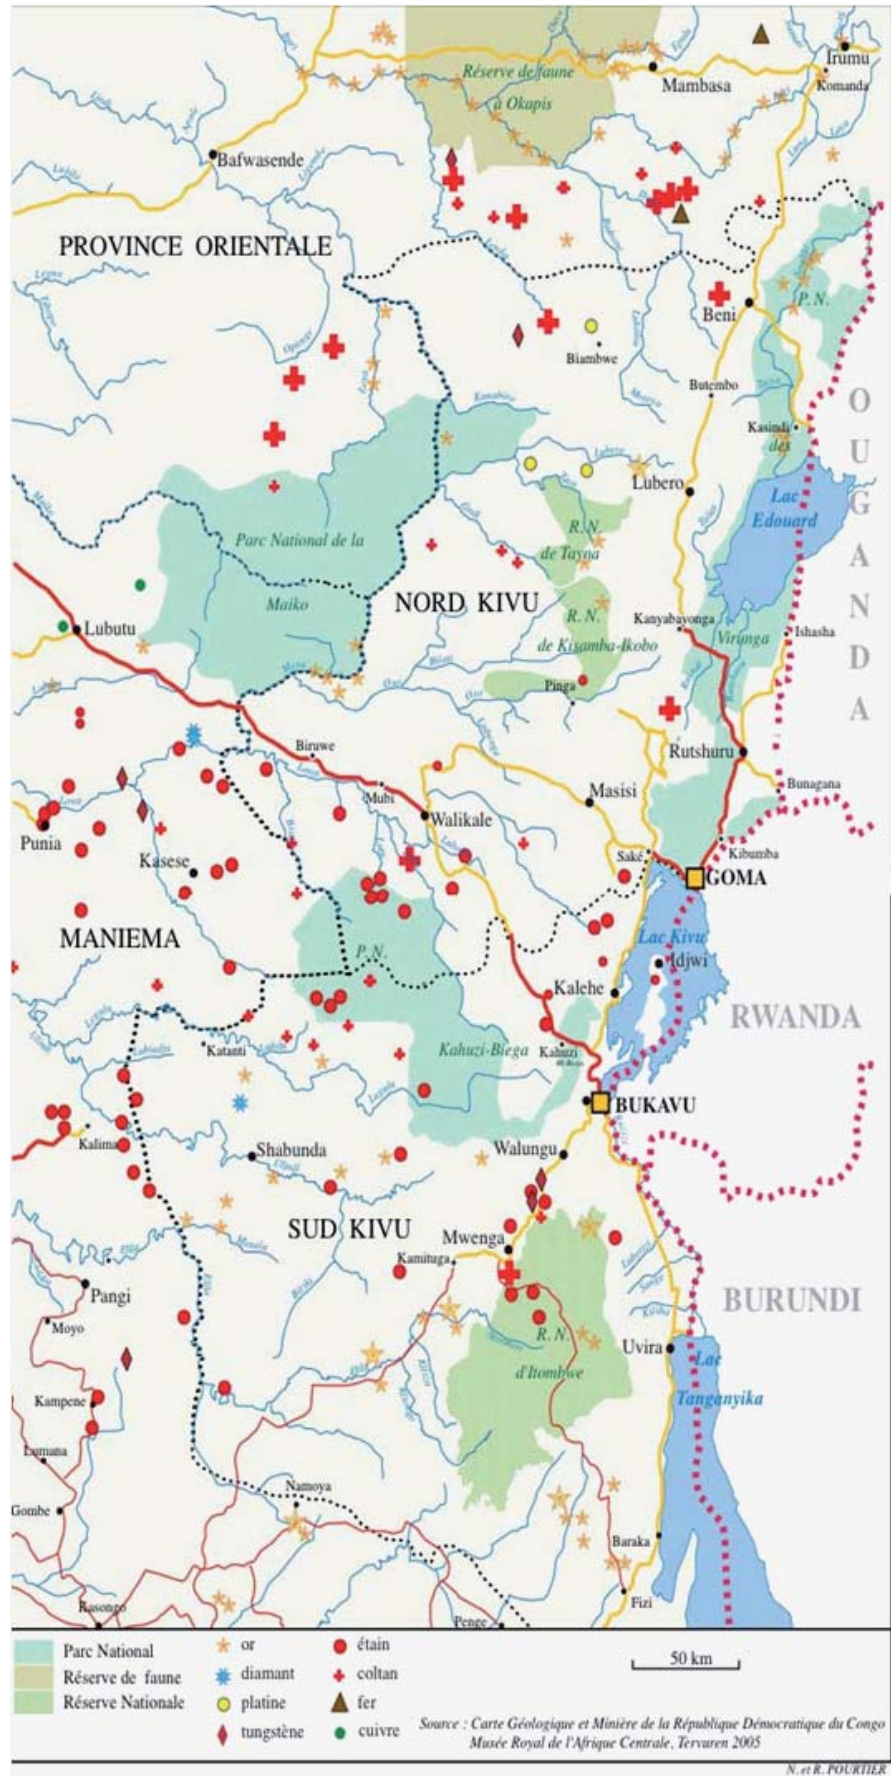 Réserve de faune
à Okapis
Mambasa
Irumu
Komanda
Bafwasende
PROVINCE ORIENTALE
Beni
P.N.
Biambwe
Butembo
Kasindi
des
OUGANDA
Lubero
Lac
Edouard
R.N.
de Tayna
Parc National de la
Maiko
NORD KIVU
R.N.
de Kisamba-Ikobo
Kanyabayonga
Virunga
Ishasha
Lubutu
Pinga
Biruwe
Rutshuru
Mubi
Masisi
Bunagana
Walikale
Punia
Kasese
Saké
Kibumba
GOMA
MANIEMA
P.N.
Lac Kivu
Idjwi
Kalehe
RWANDA
Katanti
Kahuzi-Biega
Kahuzi
BUKAVU
Kalima
Shabunda
Walungu
Ulindi
SUD KIVU
Mwenga
Kamituga
Elila
Pangi
BURUNDI
Moyo
R.N.
d'Itombwe
Uvira
Lac
Tanganyika
Kampene
Lumana
Namoya
Gombe
Baraka
Kasongo
Penge
Fizi
Parc National
Réserve de faune
Réserve Nationale
or
diamant
platine
tungstène
étain
coltan
fer
cuivre
50 km
Source : Carte Géologique et Minière de la République Démocratique du Congo
Musée Royal de l'Afrique Centrale, Tervuren 2005
N. et R. POURTIER